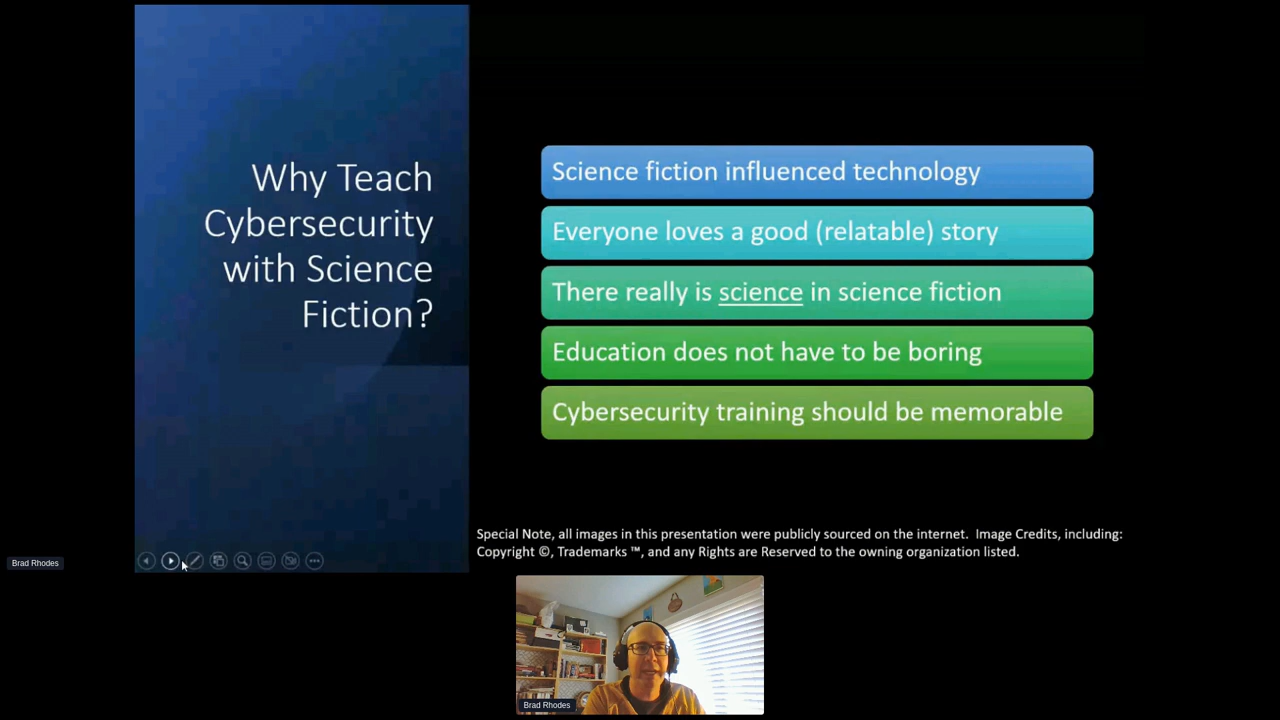 Why Teach
Cybersecurity
with Science
Fiction?
Science fiction influenced technology
Everyone loves a good (relatable) story
There really is science in science fiction
Education does not have to be boring
Cybersecurity training should be memorable
Special Note, all images in this presentation were publicly sourced on the internet.  Image Credits, including:
Copyright ©, Trademarks ™, and any Rights are Reserved to the owning organization listed.
Brad Rhodes
Brad Rhodes